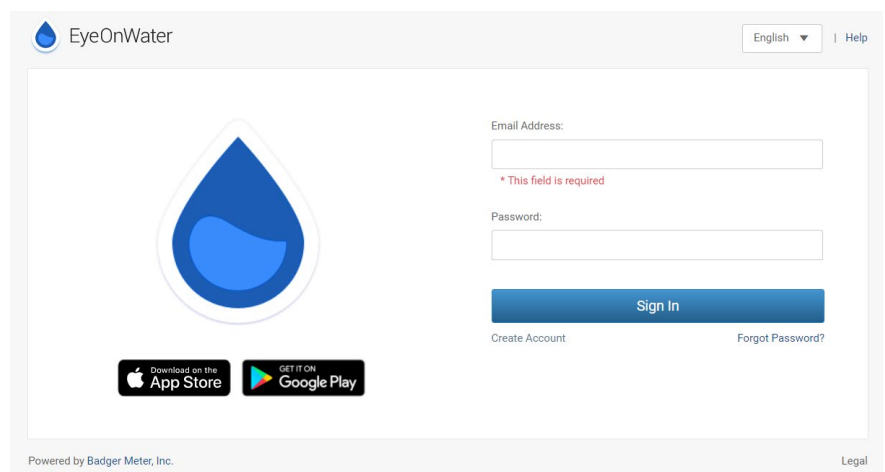 EyeOnWater
English
| Help
Email Address:
* This field is required
Password:
Sign In
Create Account
Forgot Password?
Download on the
App Store
GET IT ON
Google Play
Powered by Badger Meter, Inc.
Legal